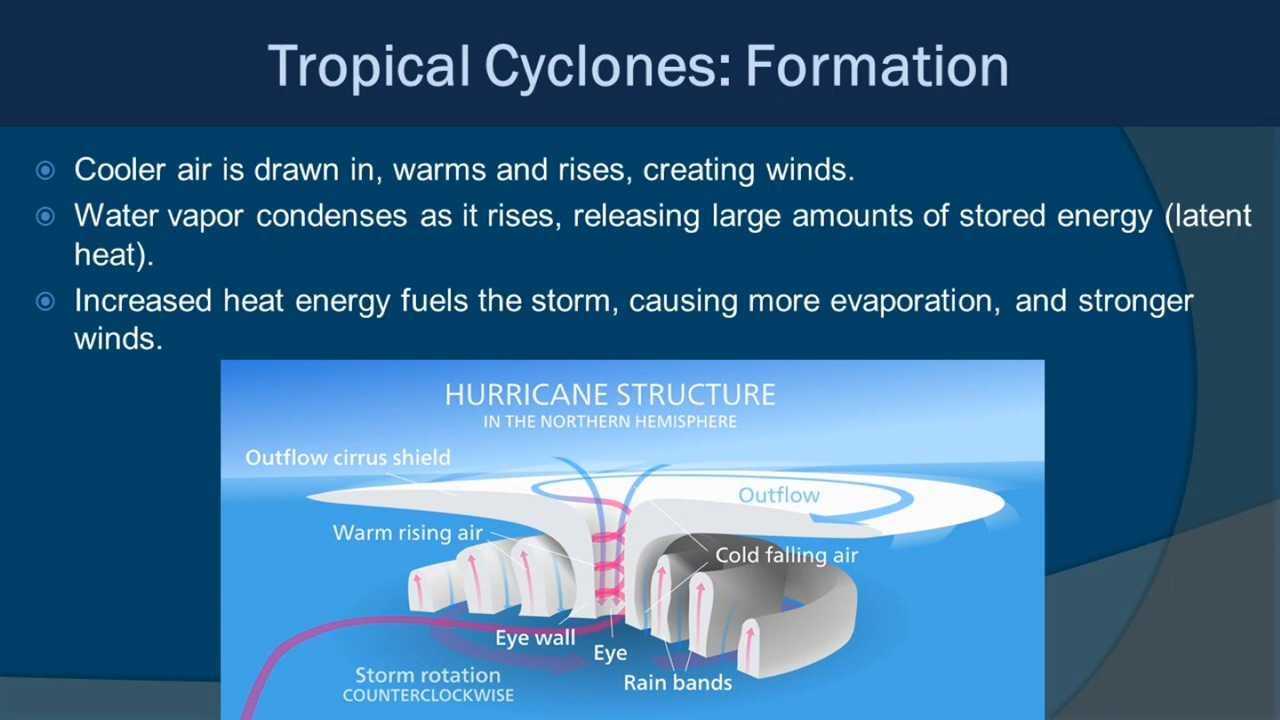 Tropical Cyclones: Formation
Cooler air is drawn in, warms and rises, creating winds.
Water vapor condenses as it rises, releasing large amounts of stored energy (latent
heat).
Increased heat energy fuels the storm, causing more evaporation, and stronger
winds.
HURRICANE STRUCTURE
IN THE NORTHERN HEMISPHERE
Outflow cirrus shield
Outflow
Warm rising air
Cold falling air
Eye wall
Eye
Rain bands
Storm rotation
COUNTERCLOCKWISE